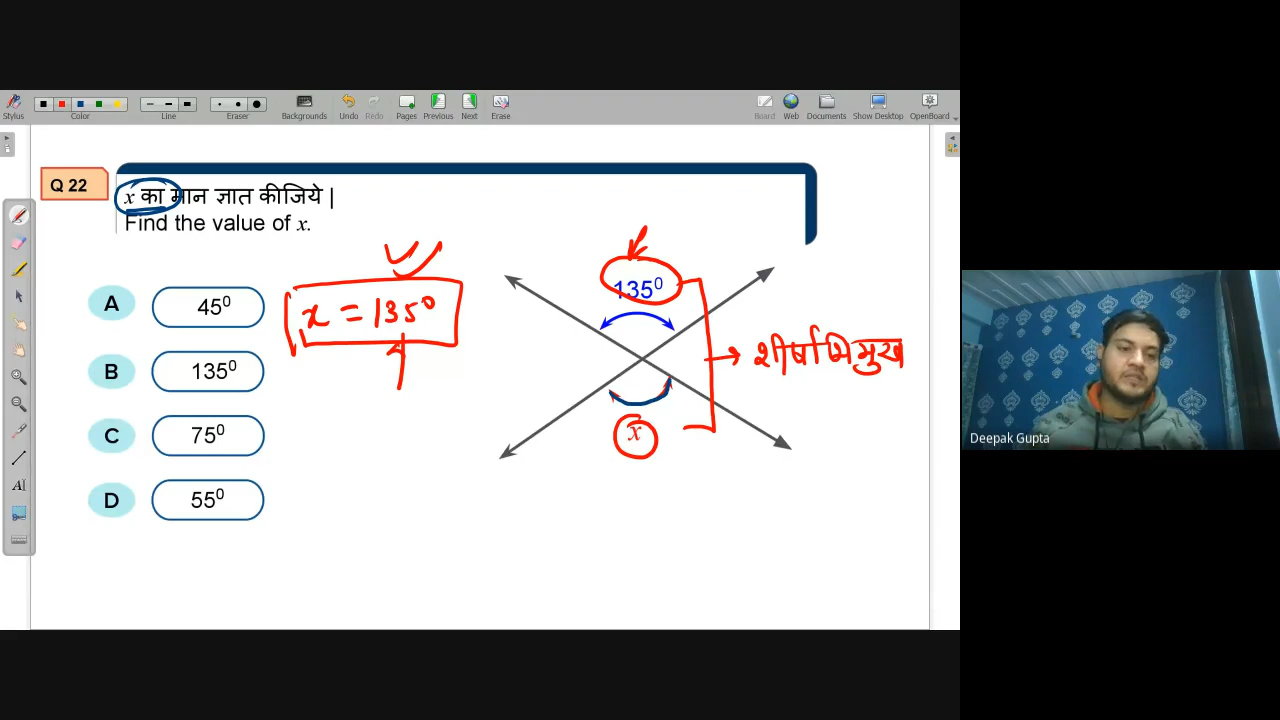 Stylus
Color
Line
Eraser
Backgrounds
Undo
Redo
Pages
Previous
Next
Erase
Board
Web
Documents
Show Desktop
OpenBoard
Q 22
x का मान ज्ञात कीजिये |
Find the value of x.
A 45⁰
B 135⁰
C 75⁰
D 55⁰
x = 135⁰
135⁰
x
शीर्षाभिमुख
Deepak Gupta